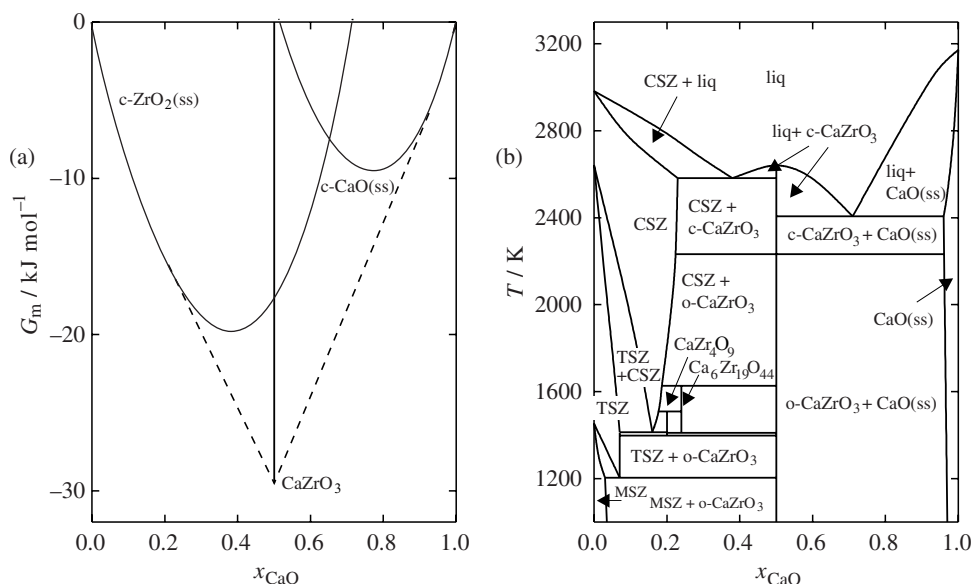 (a)
G_m / kJ mol⁻¹
0
−10
−20
−30
c-ZrO₂(ss)
c-CaO(ss)
CaZrO₃
0.0 0.2 0.4 0.6 0.8 1.0
x_CaO
(b)
T / K
3200
2800
2400
2000
1600
1200
liq
CSZ + liq
liq+ c-CaZrO₃
liq+
CaO(ss)
CSZ
CSZ +
c-CaZrO₃
c-CaZrO₃ + CaO(ss)
CSZ +
o-CaZrO₃
CaO(ss)
CaZr₄O₉
Ca₆Zr₁₉O₄₄
TSZ
+CSZ
TSZ
o-CaZrO₃ + CaO(ss)
TSZ + o-CaZrO₃
MSZ
MSZ + o-CaZrO₃
0.0 0.2 0.4 0.6 0.8 1.0
x_CaO